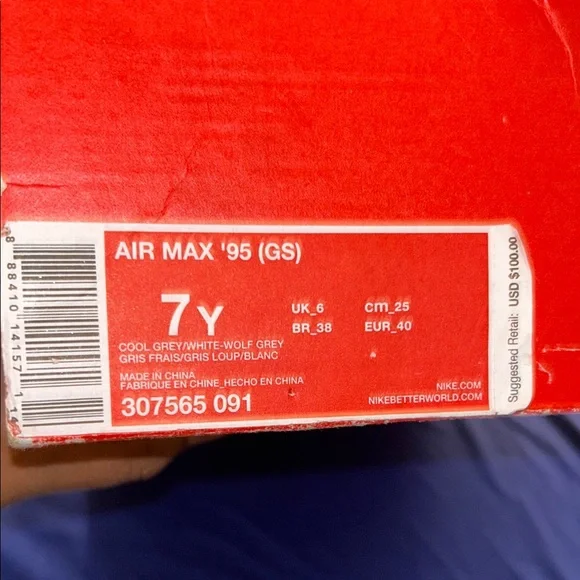 AIR MAX '95 (GS)
7 Y
UK_6 cm_25
BR_38 EUR_40
COOL GREY/WHITE-WOLF GREY
GRIS FRAIS/GRIS LOUP/BLANC
MADE IN CHINA
FABRIQUE EN CHINE_HECHO EN CHINA
307565 091
NIKE.COM
NIKEBETTERWORLD.COM
Suggested Retail: USD $100.00
8 88410 14157 1